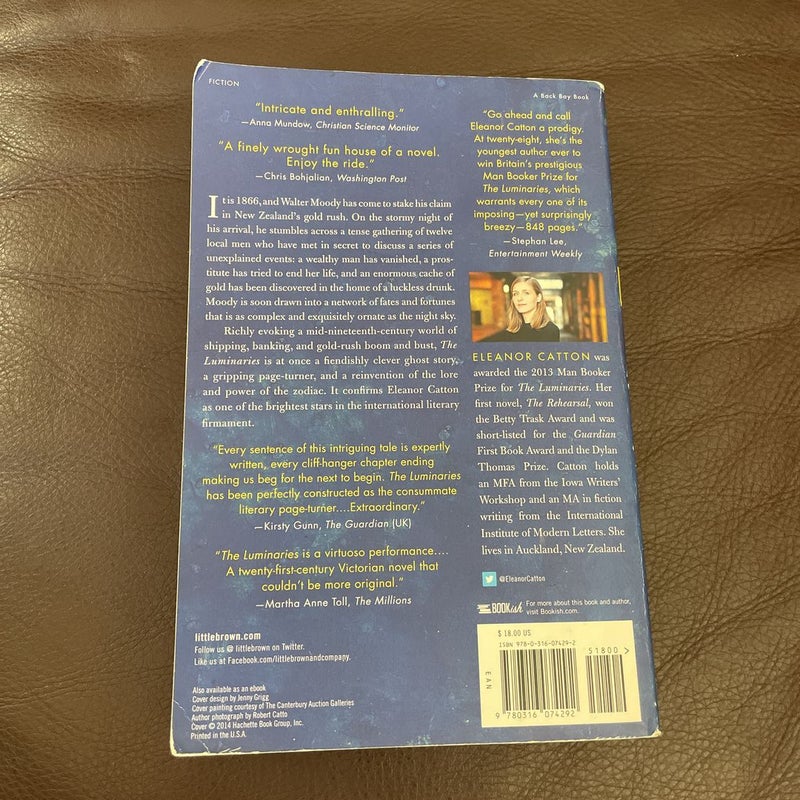 FICTION
A Back Bay Book
“Intricate and enthralling.”
—Anna Mundow, Christian Science Monitor
“A finely wrought fun house of a novel.
Enjoy the ride.”
—Chris Bohjalian, Washington Post
It is 1866, and Walter Moody has come to stake his claim
in New Zealand’s gold rush. On the stormy night of
his arrival, he stumbles across a tense gathering of twelve
local men who have met in secret to discuss a series of
unexplained events: a wealthy man has vanished, a pros-
titute has tried to end her life, and an enormous cache of
gold has been discovered in the home of a luckless drunk.
Moody is soon drawn into a network of fates and fortunes
that is as complex and exquisitely ornate as the night sky.
Richly evoking a mid-nineteenth-century world of
shipping, banking, and gold-rush boom and bust, The
Luminaries is at once a fiendishly clever ghost story,
a gripping page-turner, and a reinvention of the lore
and power of the zodiac. It confirms Eleanor Catton
as one of the brightest stars in the international literary
firmament.
“Every sentence of this intriguing tale is expertly
written, every cliff-hanger chapter ending
making us beg for the next to begin. The Luminaries
has been perfectly constructed as the consummate
literary page-turner....Extraordinary.”
—Kirsty Gunn, The Guardian (UK)
“The Luminaries is a virtuoso performance....
A twenty-first-century Victorian novel that
couldn’t be more original.”
—Martha Anne Toll, The Millions
littlebrown.com
Follow us @ littlebrown on Twitter.
Like us at Facebook.com/littlebrownandcompany.
Also available as an ebook
Cover design by Jenny Grigg
Cover painting courtesy of The Canterbury Auction Galleries
Author photograph by Robert Catto
Cover © 2014 Hachette Book Group, Inc.
Printed in the U.S.A.
“Go ahead and call
Eleanor Catton a prodigy.
At twenty-eight, she’s the
youngest author ever to
win Britain’s prestigious
Man Booker Prize for
The Luminaries, which
warrants every one of its
imposing—yet surprisingly
breezy—848 pages.”
—Stephan Lee,
Entertainment Weekly
ELEANOR CATTON was
awarded the 2013 Man Booker
Prize for The Luminaries. Her
first novel, The Rehearsal, won
the Betty Trask Award and was
short-listed for the Guardian
First Book Award and the Dylan
Thomas Prize. Catton holds
an MFA from the Iowa Writers’
Workshop and an MA in fiction
writing from the International
Institute of Modern Letters. She
lives in Auckland, New Zealand.
@EleanorCatton
BOOKish For more about this book and author,
visit Bookish.com.
$ 18.00 US
ISBN 978-0-316-07429-2
51800 >
EAN
9 780316 074292